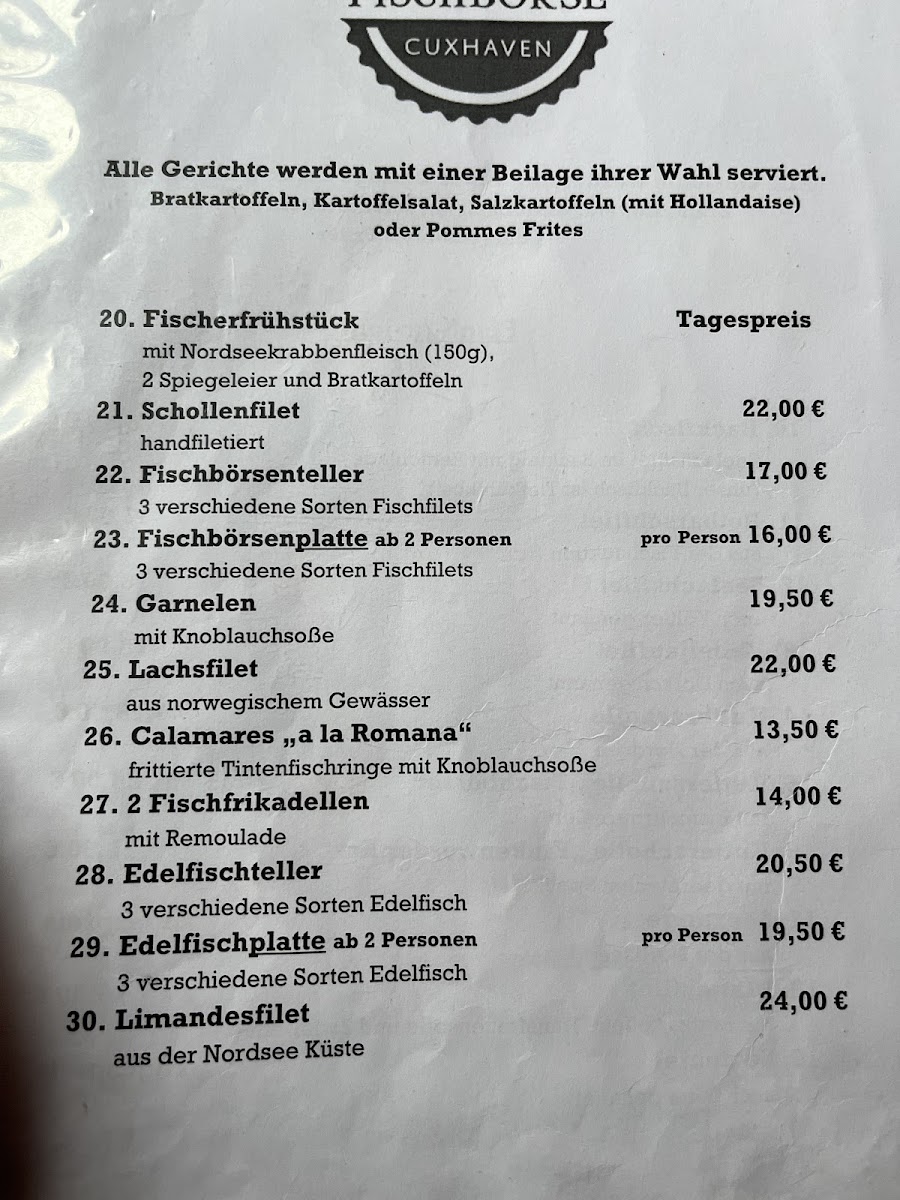 FISCHBÖRSE
CUXHAVEN
Alle Gerichte werden mit einer Beilage ihrer Wahl serviert.
Bratkartoffeln, Kartoffelsalat, Salzkartoffeln (mit Hollandaise)
oder Pommes Frites
20. Fischerfrühstück Tagespreis
mit Nordseekrabbenfleisch (150g),
2 Spiegeleier und Bratkartoffeln
21. Schollenfilet 22,00 €
handfiletiert
22. Fischbörsenteller 17,00 €
3 verschiedene Sorten Fischfilets
23. Fischbörsenplatte ab 2 Personen pro Person 16,00 €
3 verschiedene Sorten Fischfilets
24. Garnelen 19,50 €
mit Knoblauchsoße
25. Lachsfilet 22,00 €
aus norwegischem Gewässer
26. Calamares „a la Romana“ 13,50 €
frittierte Tintenfischringe mit Knoblauchsoße
27. 2 Fischfrikadellen 14,00 €
mit Remoulade
28. Edelfischteller 20,50 €
3 verschiedene Sorten Edelfisch
29. Edelfischplatte ab 2 Personen pro Person 19,50 €
3 verschiedene Sorten Edelfisch
30. Limandesfilet 24,00 €
aus der Nordsee Küste